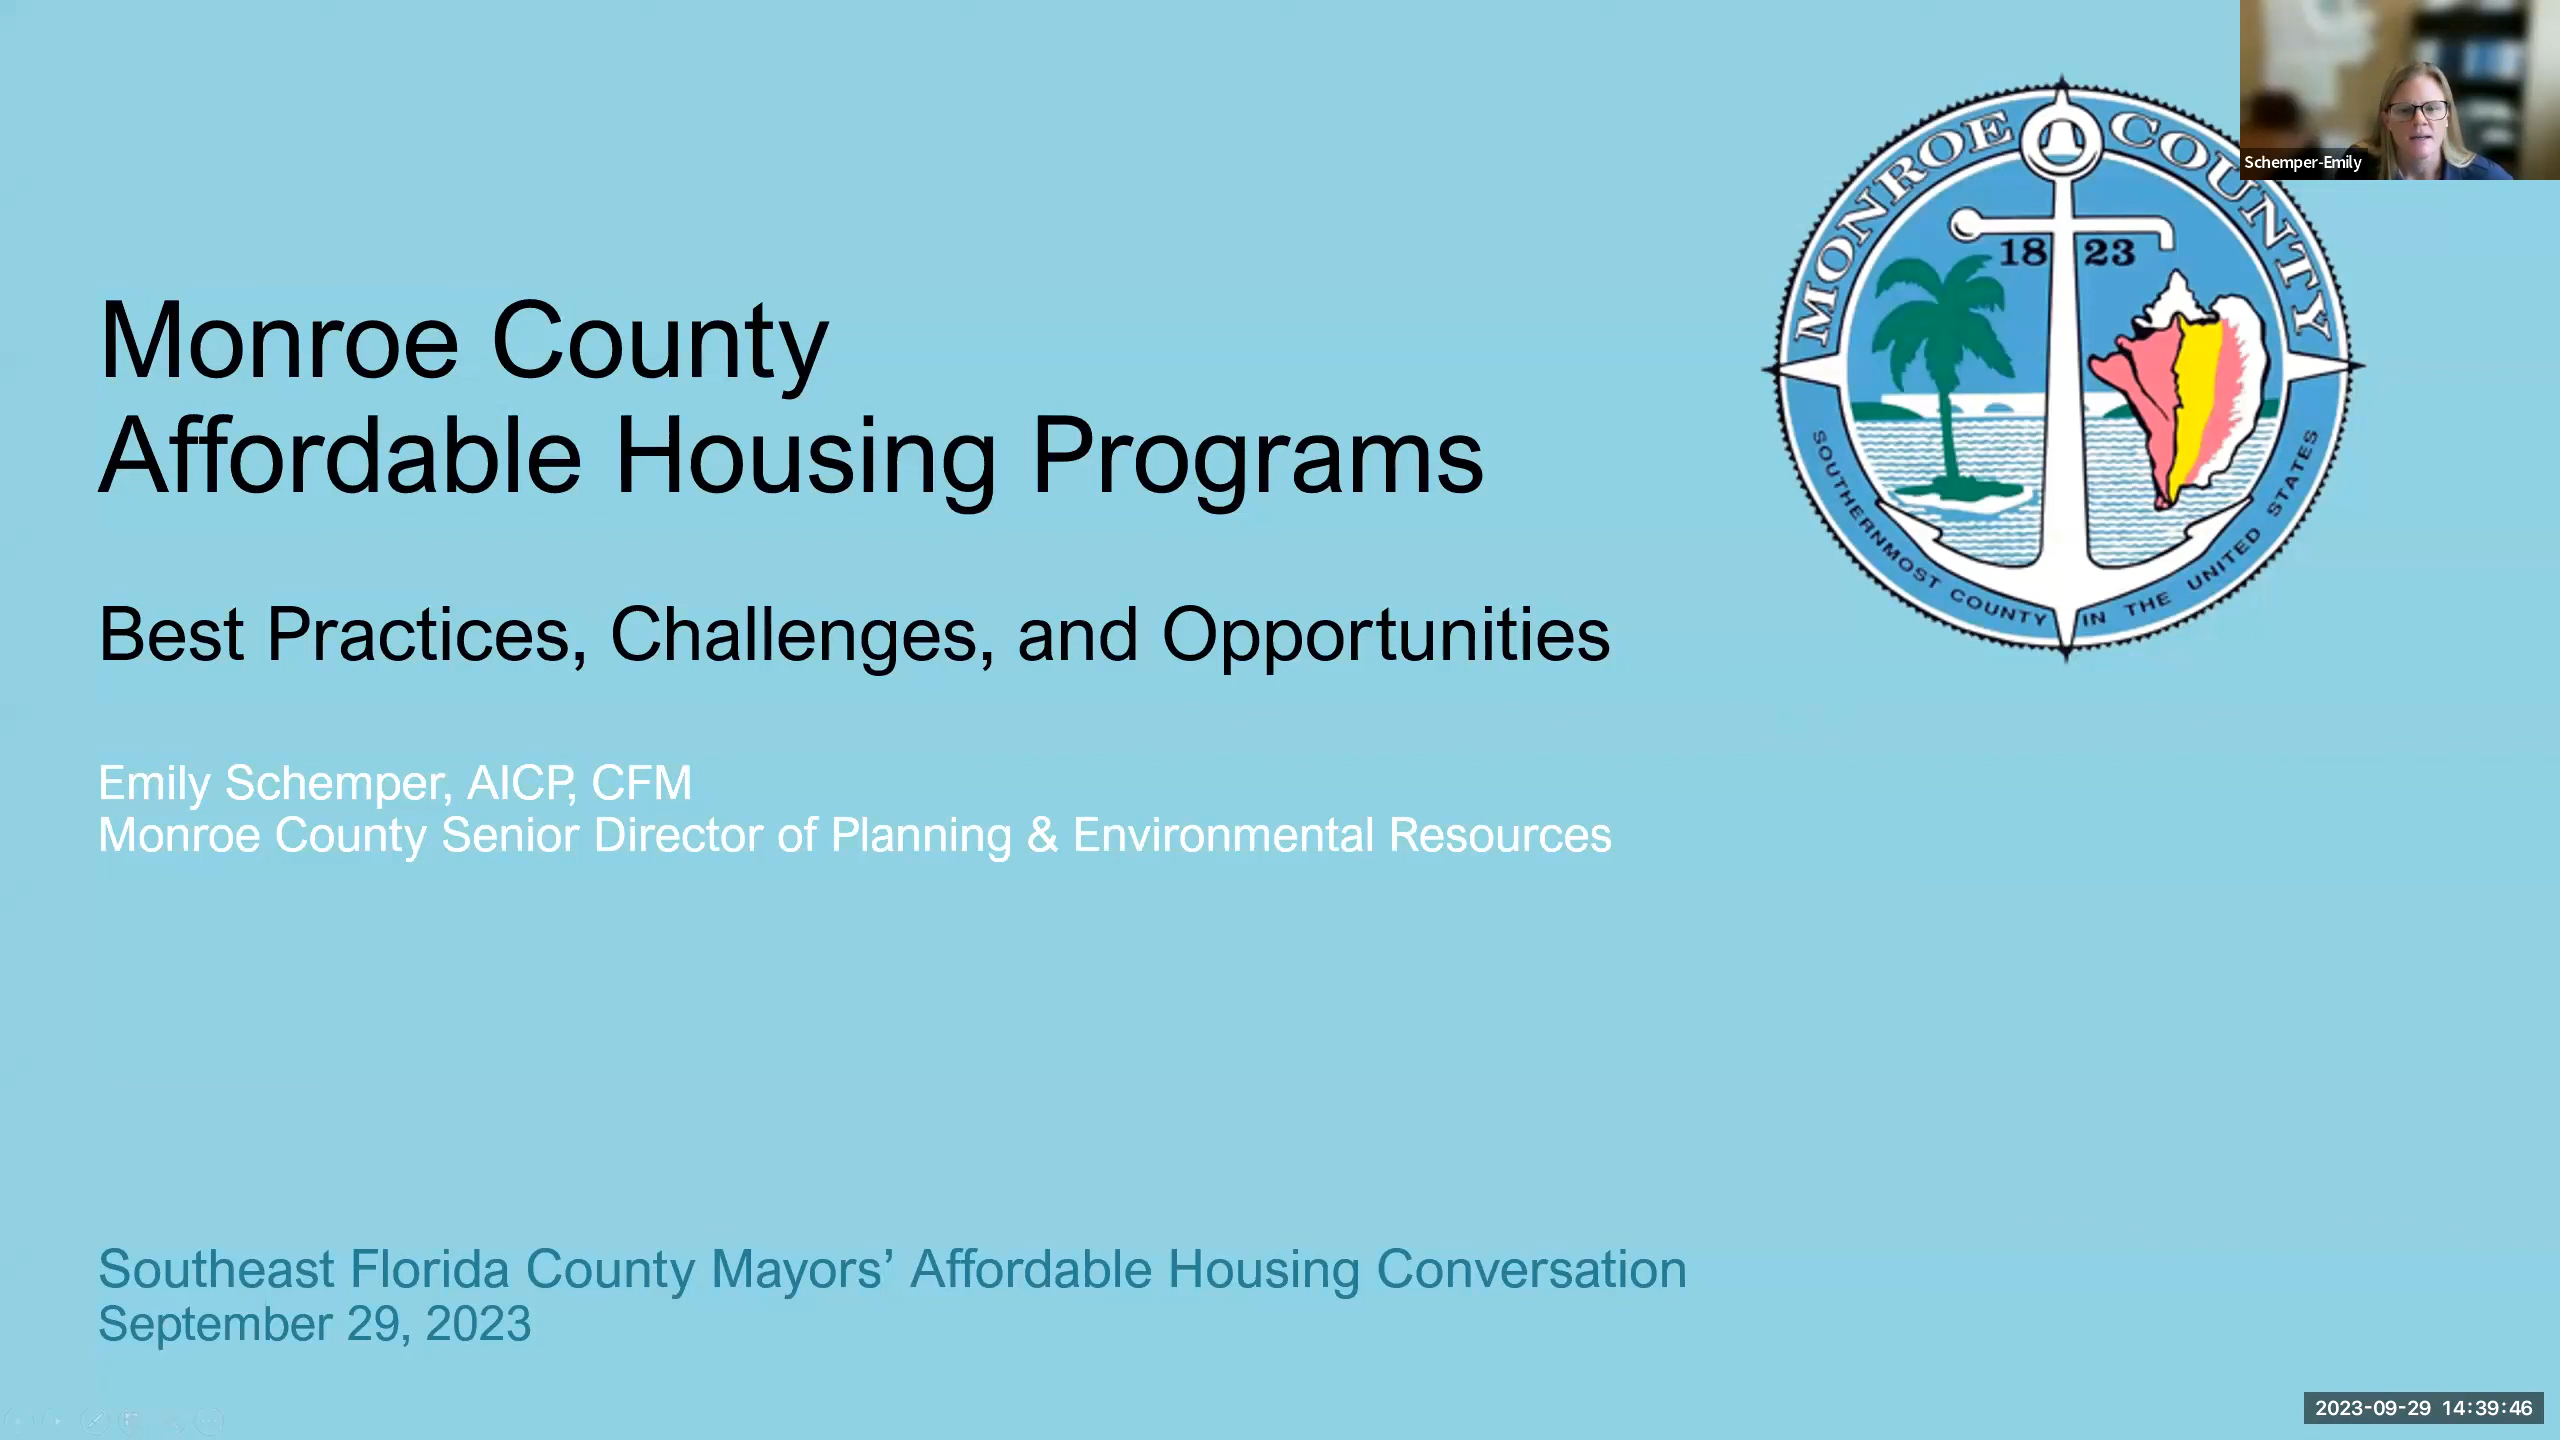 Monroe County
Affordable Housing Programs
Best Practices, Challenges, and Opportunities
Emily Schemper, AICP, CFM
Monroe County Senior Director of Planning & Environmental Resources
Southeast Florida County Mayors’ Affordable Housing Conversation
September 29, 2023
MONROE COUNTY
18 23
SOUTHERNMOST COUNTY IN THE UNITED STATES
Schemper-Emily
2023-09-29 14:39:46